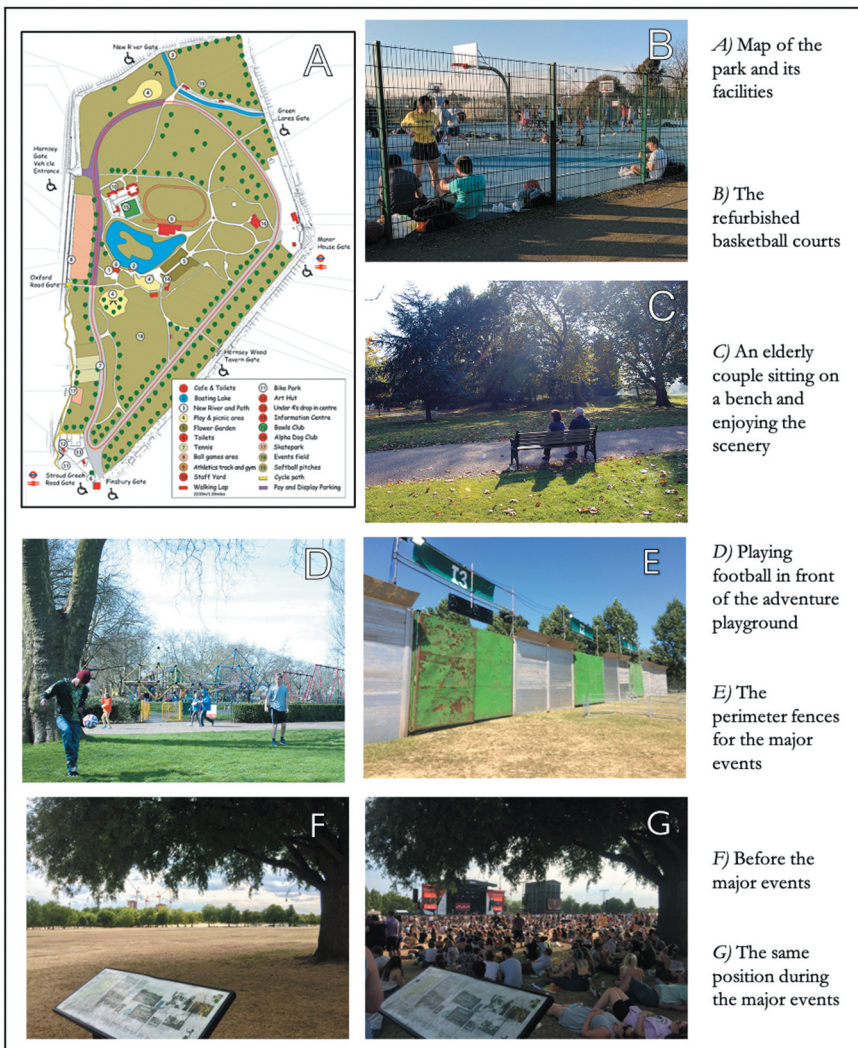 A
New River Gate
Green
Lanes Gate
Hornsey
Gate
Vehicle
Entrance
Manor
House Gate
Oxford
Road Gate
Hornsey Wood
Tavern Gate
Stroud Green
Road Gate
Finsbury Gate
Cafe & Toilets
Boating Lake
New River and Path
Play & picnic area
Flower Garden
Toilets
Tennis
Ball games area
Athletics track and gym
Staff Yard
Walking Lap
Bike Park
Art Hut
Under 4's drop in centre
Information Centre
Bowls Club
Alpha Dog Club
Skatepark
Events field
Softball pitches
Cycle path
Pay and Display Parking
B
C
A) Map of the
park and its
facilities
B) The
refurbished
basketball courts
C) An elderly
couple sitting on
a bench and
enjoying the
scenery
D
E
13
D) Playing
football in front
of the adventure
playground
E) The
perimeter fences
for the major
events
F
G
F) Before the
major events
G) The same
position during
the major events